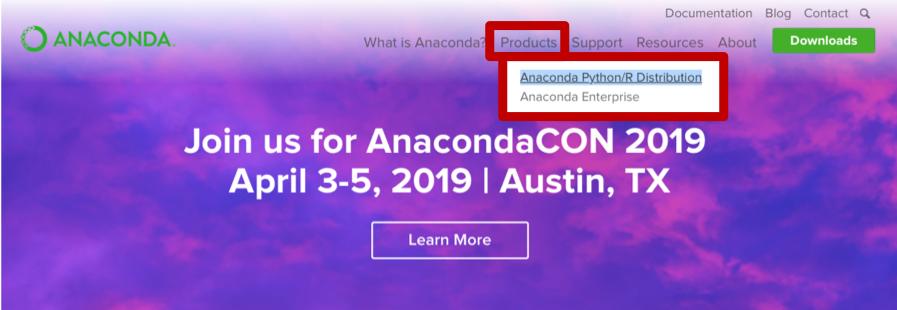 Documentation Blog Contact
ANACONDA.
What is Anaconda? Products Support Resources About Downloads
Anaconda Python/R Distribution
Anaconda Enterprise
Join us for AnacondaCON 2019
April 3-5, 2019 | Austin, TX
Learn More